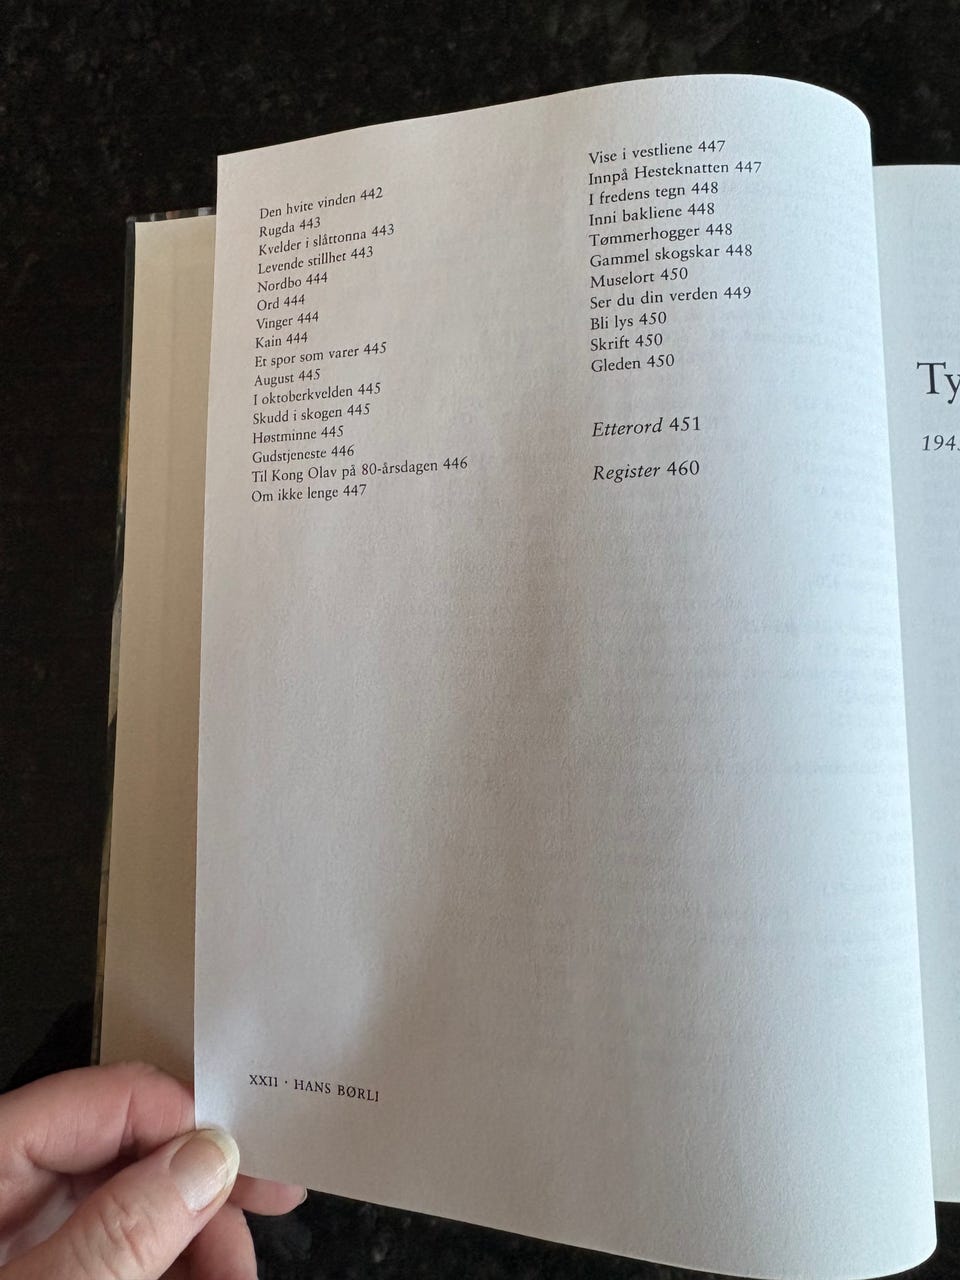 Den hvite vinden 442
Rugda 443
Kvelder i slåttonna 443
Levende stillhet 443
Nordbo 444
Ord 444
Vinger 444
Kain 444
Et spor som varer 445
August 445
I oktoberkvelden 445
Skudd i skogen 445
Høstminne 445
Gudstjeneste 446
Til Kong Olav på 80-årsdagen 446
Om ikke lenge 447
Vise i vestliene 447
Innpå Hesteknatten 447
I fredens tegn 448
Inni bakliene 448
Tømmerhogger 448
Gammel skogskar 448
Muselort 450
Ser du din verden 449
Bli lys 450
Skrift 450
Gleden 450
Etterord 451
Register 460
XXII · HANS BØRLI
Ty
194